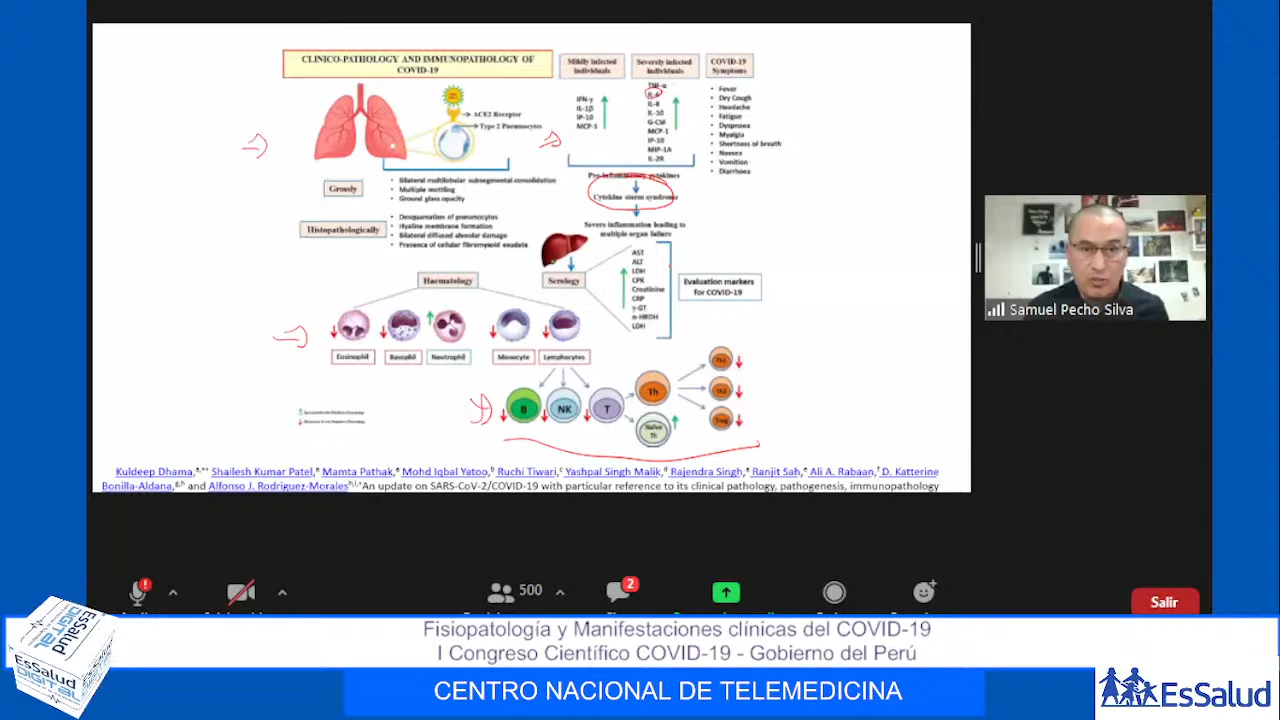 CLINICO-PATHOLOGY AND IMMUNOPATHOLOGY OF
COVID-19
ACE2 Receptor
Type 2 Pneumocytes
Grossly
• Bilateral multilobular subsegmental consolidation
• Multiple mottling
• Ground glass opacity
Histopathologically
• Desquamation of pneumocytes
• Hyaline membrane formation
• Bilateral diffused alveolar damage
• Presence of cellular fibromyxoid exudate
Mildly infected
individuals
IFN-γ
IL-1β
IP-10
MCP-1
Severely infected
individuals
TNF-α
IL-6
IL-8
IL-10
G-CSF
MCP-1
IP-10
MIP-1A
IL-2R
COVID-19
Symptoms
• Fever
• Dry Cough
• Headache
• Fatigue
• Dyspnoea
• Myalgia
• Shortness of breath
• Nausea
• Vomition
• Diarrhoea
Pro-inflammatory cytokines
Cytokine storm syndrome
Severe inflammation leading to
multiple organ failure
Haematology
Serology
AST
ALT
LDH
CPK
Creatinine
CRP
γ-GT
α-HBDH
LDH
Evaluation markers
for COVID-19
Eosinophil
Basophil
Neutrophil
Monocyte
Lymphocytes
B
NK
T
Th
Naive
Th
Th1
Th2
Treg
Kuldeep Dhama, Shailesh Kumar Patel, Mamta Pathak, Mohd Iqbal Yatoo, Ruchi Tiwari, Yashpal Singh Malik, Rajendra Singh, Ranjit Sah, Ali A. Rabaan, D. Katterine
Bonilla-Aldana, and Alfonso J. Rodriguez-Morales An update on SARS-CoV-2/COVID-19 with particular reference to its clinical pathology, pathogenesis, immunopathology
Samuel Pecho Silva
500
2
Salir
Fisiopatología y Manifestaciones clínicas del COVID-19
I Congreso Científico COVID-19 - Gobierno del Perú
CENTRO NACIONAL DE TELEMEDICINA
EsSalud
EsSalud
DIGITAL
EsSalud